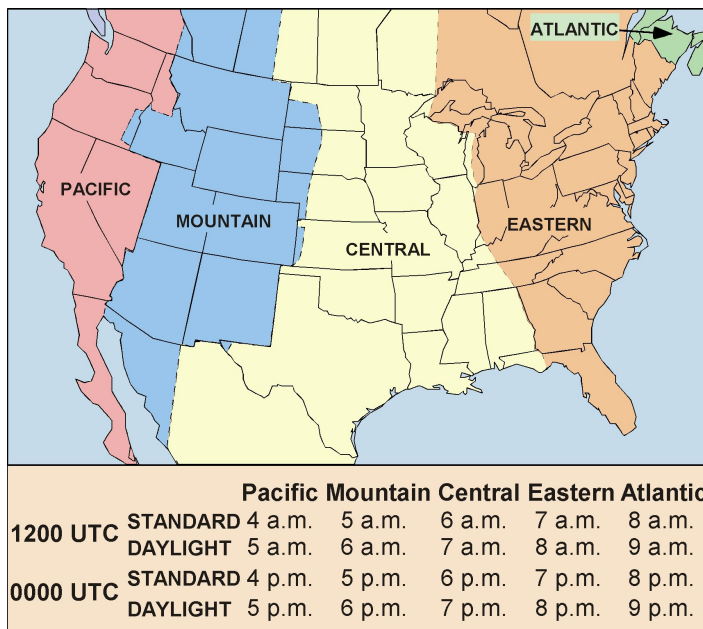 ATLANTIC
PACIFIC
MOUNTAIN
CENTRAL
EASTERN
Pacific Mountain Central Eastern Atlantic
1200 UTC
STANDARD 4 a.m. 5 a.m. 6 a.m. 7 a.m. 8 a.m.
DAYLIGHT 5 a.m. 6 a.m. 7 a.m. 8 a.m. 9 a.m.
0000 UTC
STANDARD 4 p.m. 5 p.m. 6 p.m. 7 p.m. 8 p.m.
DAYLIGHT 5 p.m. 6 p.m. 7 p.m. 8 p.m. 9 p.m.